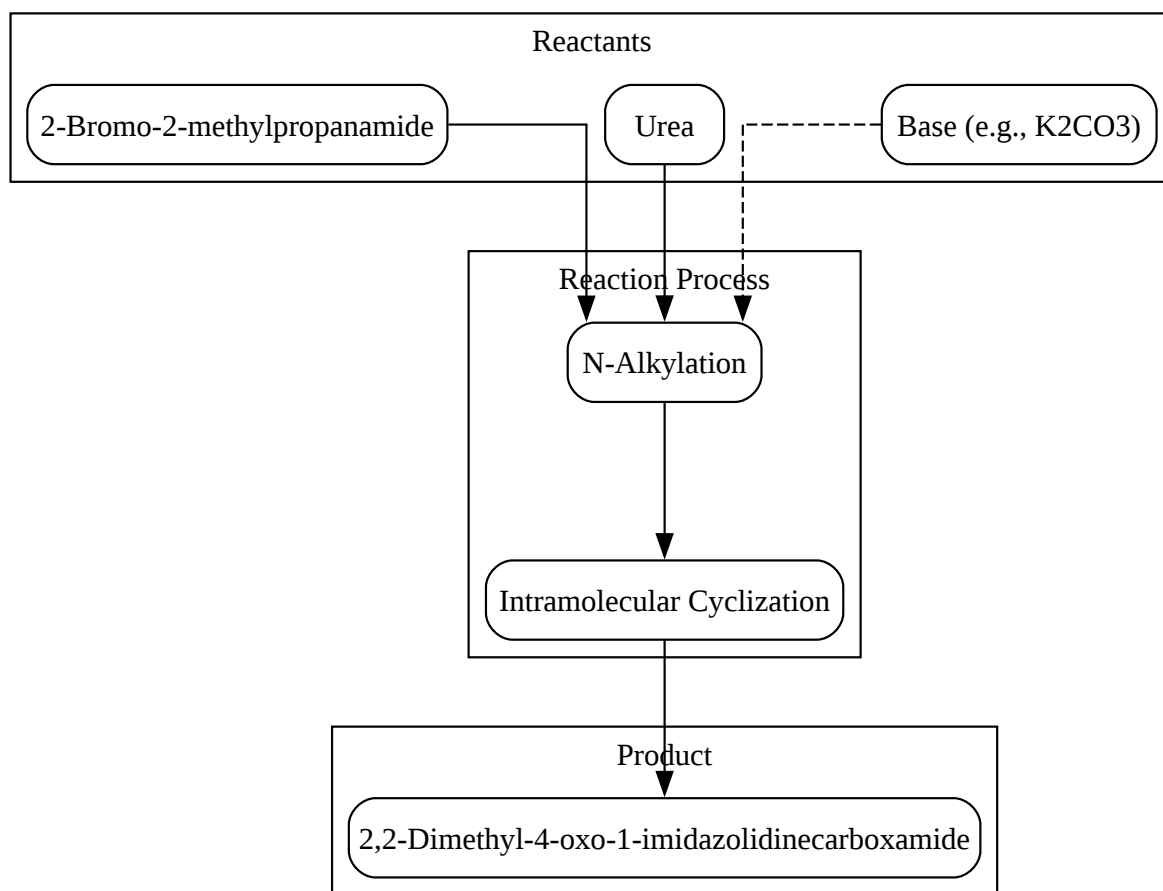 Reactants
2-Bromo-2-methylpropanamide
Urea
Base (e.g., K2CO3)
Reaction Process
N-Alkylation
Intramolecular Cyclization
Product
2,2-Dimethyl-4-oxo-1-imidazolidinecarboxamide